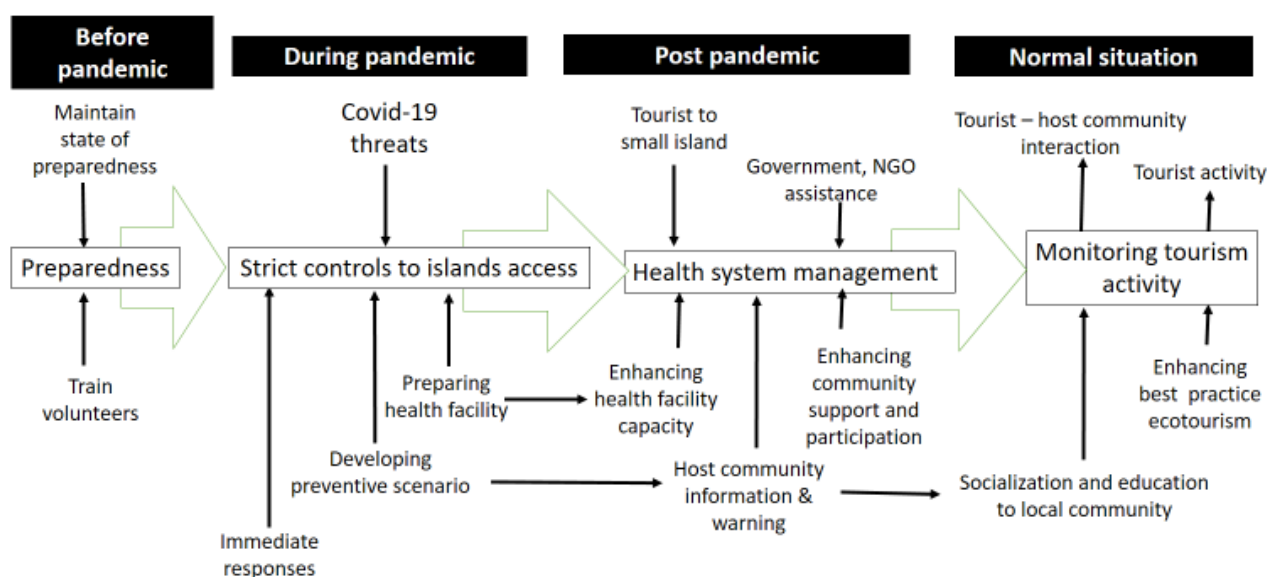 Before
pandemic
During pandemic
Post pandemic
Normal situation
Maintain
state of
preparedness
Covid-19
threats
Tourist to
small island
Government, NGO
assistance
Tourist – host community
interaction
Tourist activity
Preparedness
Strict controls to islands access
Health system management
Monitoring tourism
activity
Train
volunteers
Preparing
health facility
Enhancing
health facility
capacity
Enhancing
community
support and
participation
Enhancing
best practice
ecotourism
Developing
preventive scenario
Host community
information &
warning
Socialization and education
to local community
Immediate
responses